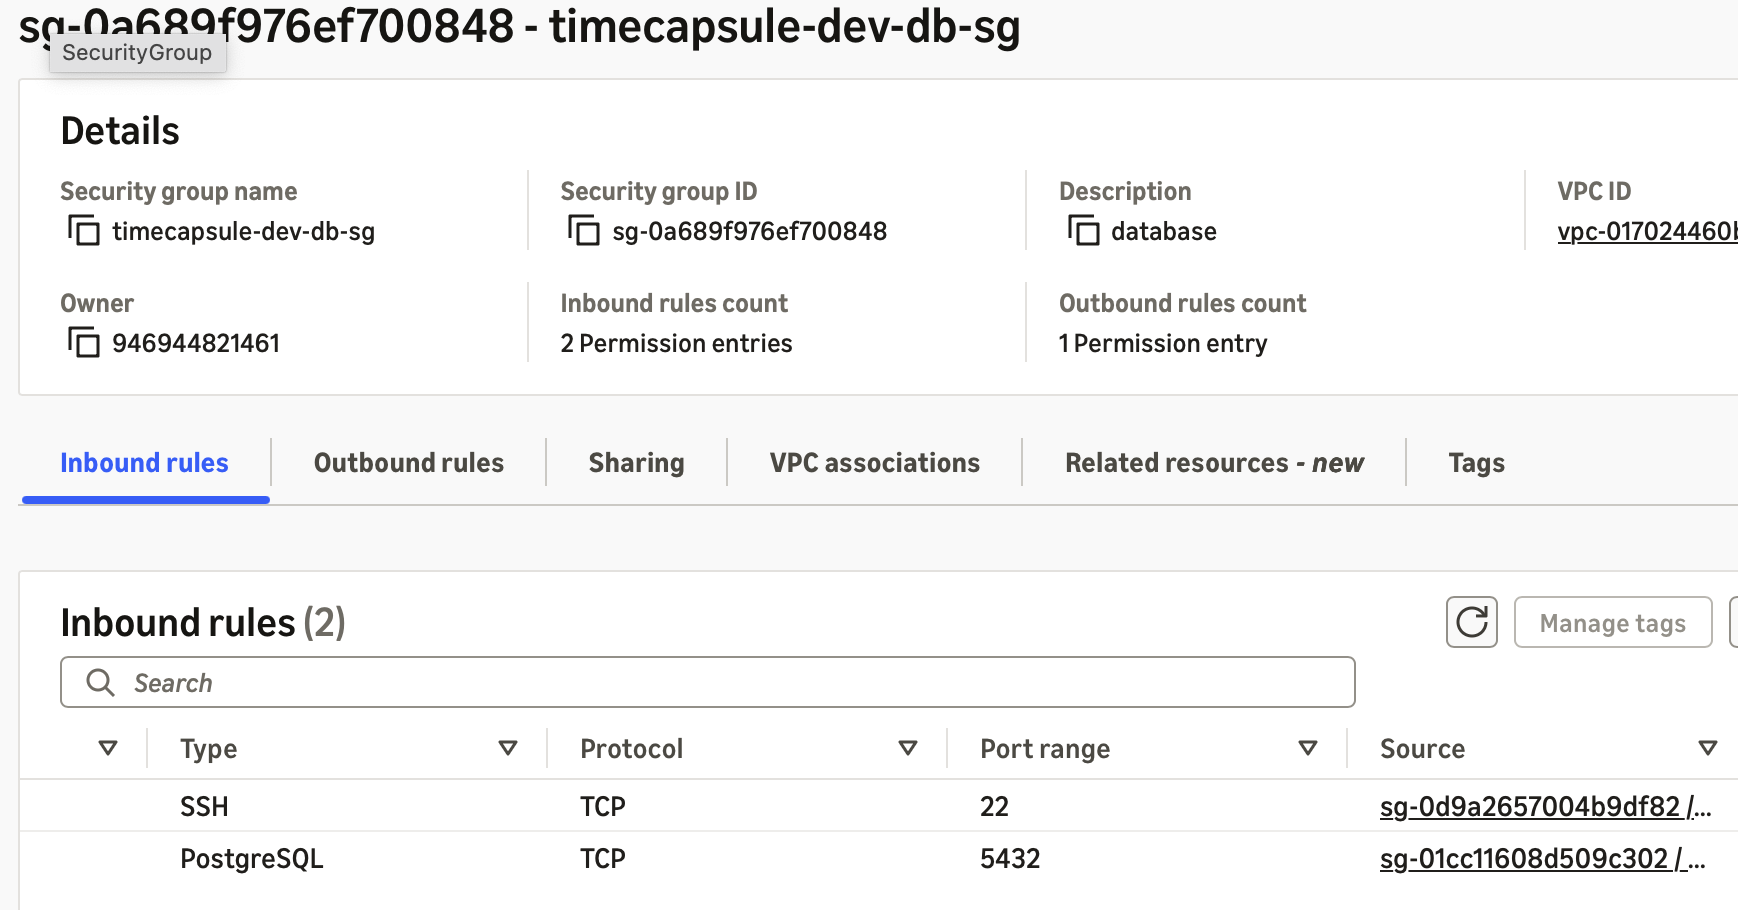 sg-0a689f976ef700848 - timecapsule-dev-db-sg
SecurityGroup
Details
Security group name
timecapsule-dev-db-sg
Security group ID
sg-0a689f976ef700848
Description
database
VPC ID
vpc-017024460b
Owner
946944821461
Inbound rules count
2 Permission entries
Outbound rules count
1 Permission entry
Inbound rules Outbound rules Sharing VPC associations Related resources - new Tags
Inbound rules (2)
Manage tags
Search
Type Protocol Port range Source
SSH TCP 22 sg-0d9a2657004b9df82 /...
PostgreSQL TCP 5432 sg-01cc11608d509c302 / ...